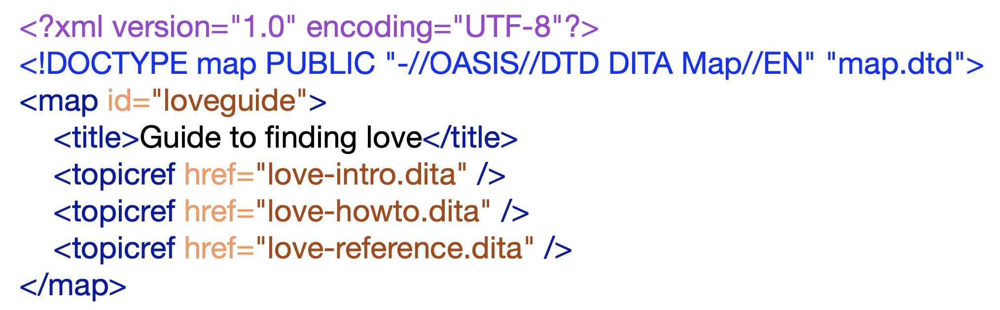 <?xml version="1.0" encoding="UTF-8"?>
<!DOCTYPE map PUBLIC "-//OASIS//DTD DITA Map//EN" "map.dtd">
<map id="loveguide">
    <title>Guide to finding love</title>
    <topicref href="love-intro.dita" />
    <topicref href="love-howto.dita" />
    <topicref href="love-reference.dita" />
</map>